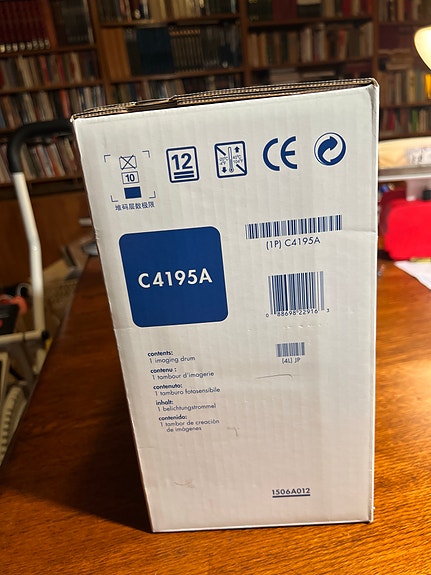 10
堆码层数极限
12
CE
(1P) C4195A
C4195A
0 88698 22916 3
(4L) JP
contents:
1 imaging drum
contenu :
1 tambour d'imagerie
contenuto:
1 tamburo fotosensibile
inhalt:
1 belichtungstrommel
contenido:
1 tambor de creación
de imágenes
1506A012